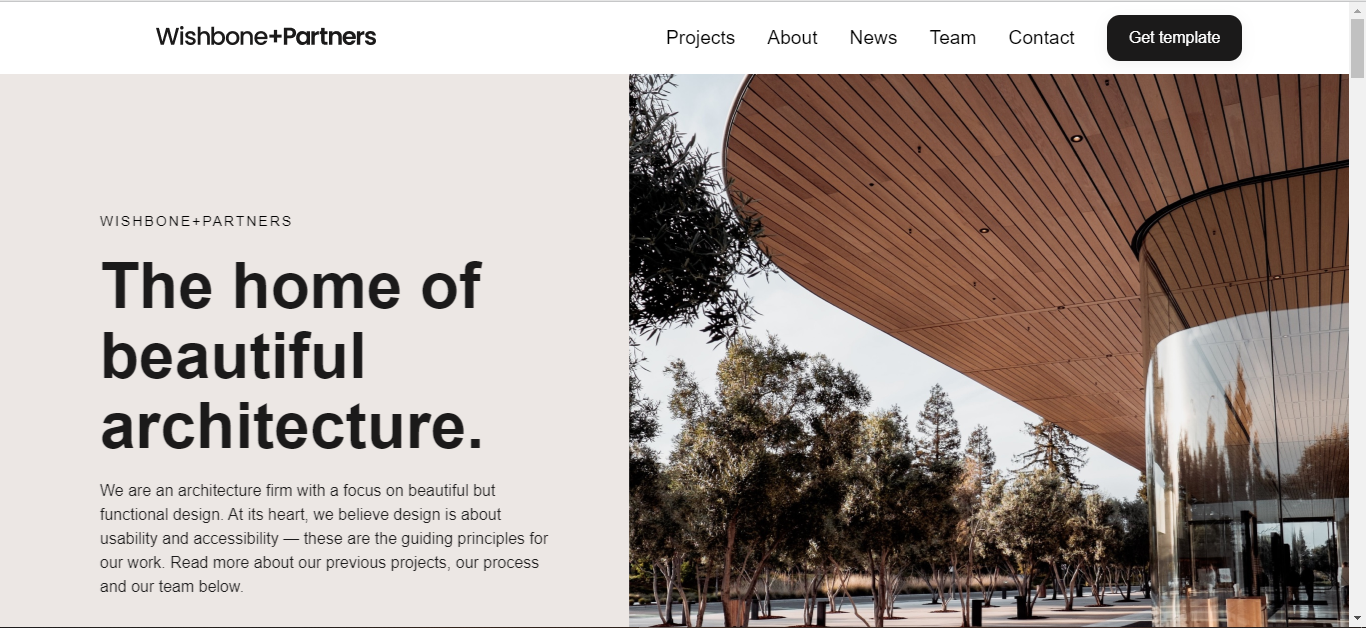 Wishbone+Partners
Projects
About
News
Team
Contact
Get template
WISHBONE+PARTNERS
The home of
beautiful
architecture.
We are an architecture firm with a focus on beautiful but
functional design. At its heart, we believe design is about
usability and accessibility — these are the guiding principles for
our work. Read more about our previous projects, our process
and our team below.